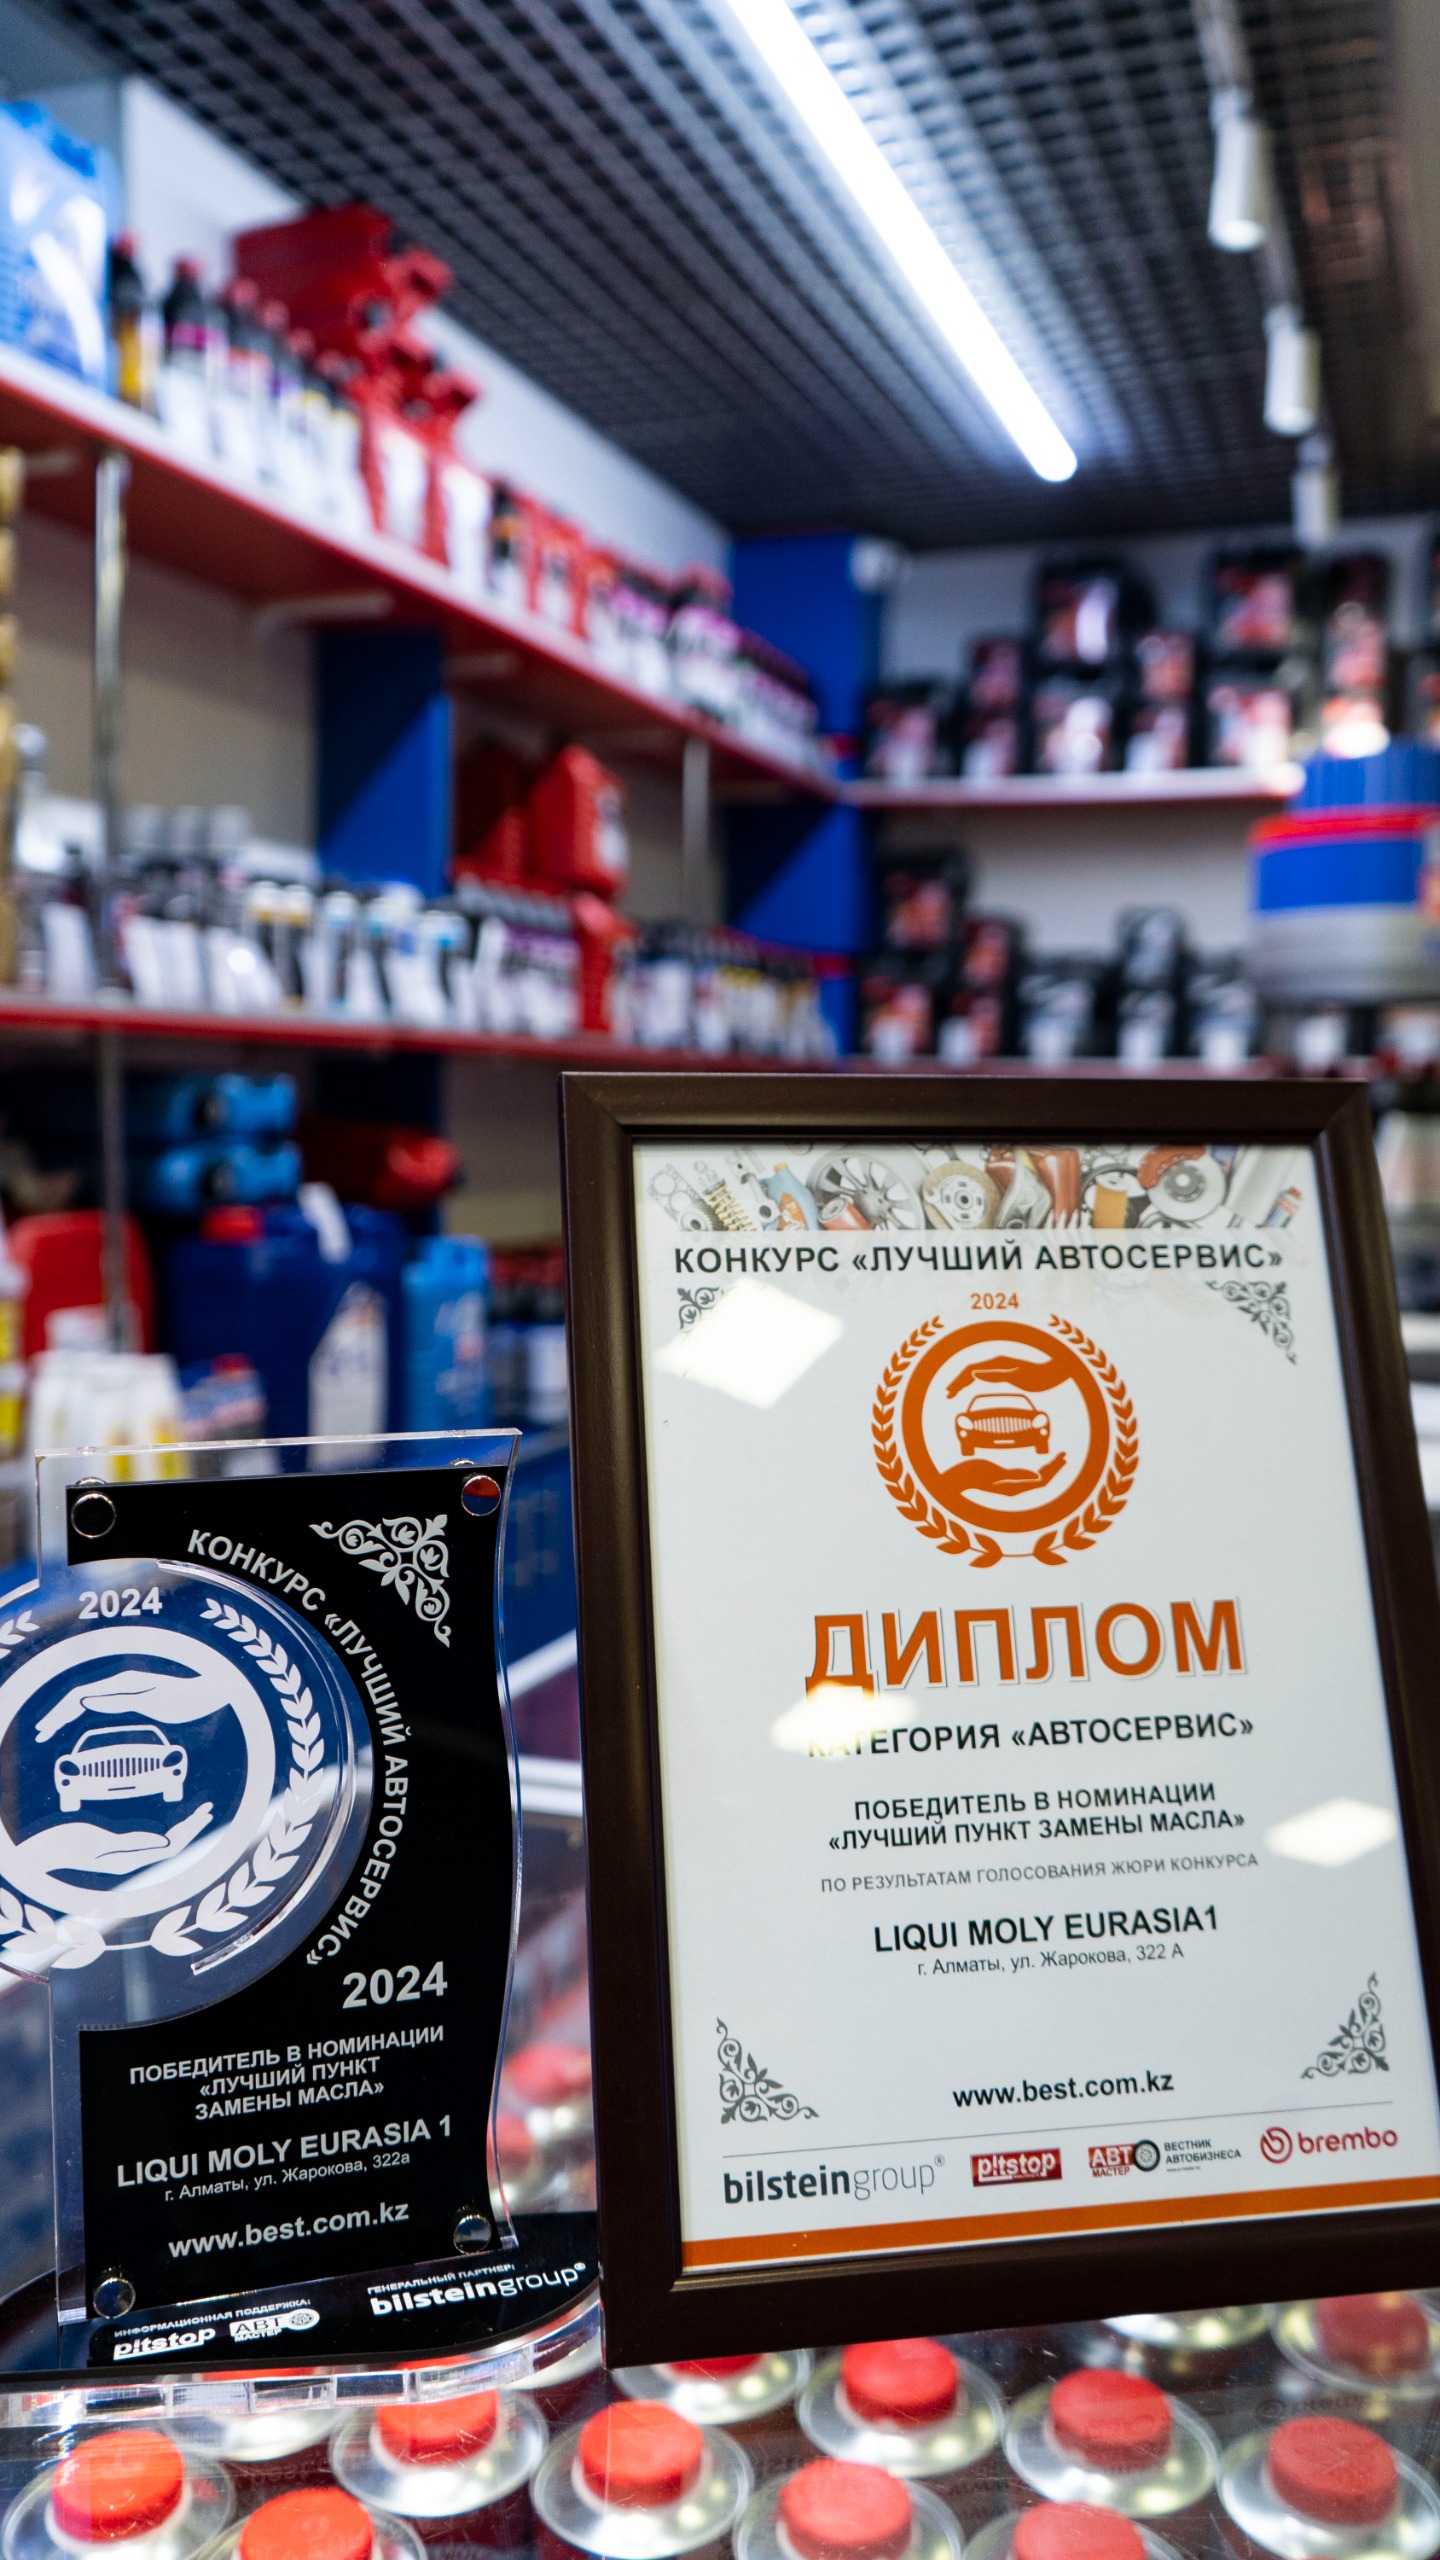 КОНКУРС «ЛУЧШИЙ АВТОСЕРВИС»
2024
ДИПЛОМ
КАТЕГОРИЯ «АВТОСЕРВИС»
ПОБЕДИТЕЛЬ В НОМИНАЦИИ
«ЛУЧШИЙ ПУНКТ ЗАМЕНЫ МАСЛА»
ПО РЕЗУЛЬТАТАМ ГОЛОСОВАНИЯ ЖЮРИ КОНКУРСА
LIQUI MOLY EURASIA1
г. Алматы, ул. Жарокова, 322 А
www.best.com.kz
bilsteingroup®
p!tstop
АВТО МАСТЕР
ВЕСТНИК
АВТОБИЗНЕСА
brembo
КОНКУРС «ЛУЧШИЙ АВТОСЕРВИС»
2024
2024
ПОБЕДИТЕЛЬ В НОМИНАЦИИ
«ЛУЧШИЙ ПУНКТ
ЗАМЕНЫ МАСЛА»
LIQUI MOLY EURASIA 1
г. Алматы, ул. Жарокова, 322а
www.best.com.kz
ИНФОРМАЦИОННАЯ ПОДДЕРЖКА:
p!tstop
АВТО МАСТЕР
ГЕНЕРАЛЬНЫЙ ПАРТНЕР:
bilsteingroup®